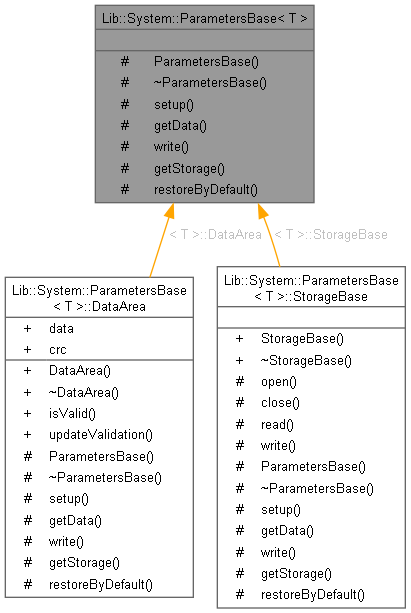 Lib::System::ParametersBase< T >
# ParametersBase()
# ~ParametersBase()
# setup()
# getData()
# write()
# getStorage()
# restoreByDefault()
< T >::DataArea
< T >::StorageBase
Lib::System::ParametersBase
< T >::DataArea
+ data
+ crc
+ DataArea()
+ ~DataArea()
+ isValid()
+ updateValidation()
# ParametersBase()
# ~ParametersBase()
# setup()
# getData()
# write()
# getStorage()
# restoreByDefault()
Lib::System::ParametersBase
< T >::StorageBase
+ StorageBase()
+ ~StorageBase()
# open()
# close()
# read()
# write()
# ParametersBase()
# ~ParametersBase()
# setup()
# getData()
# write()
# getStorage()
# restoreByDefault()